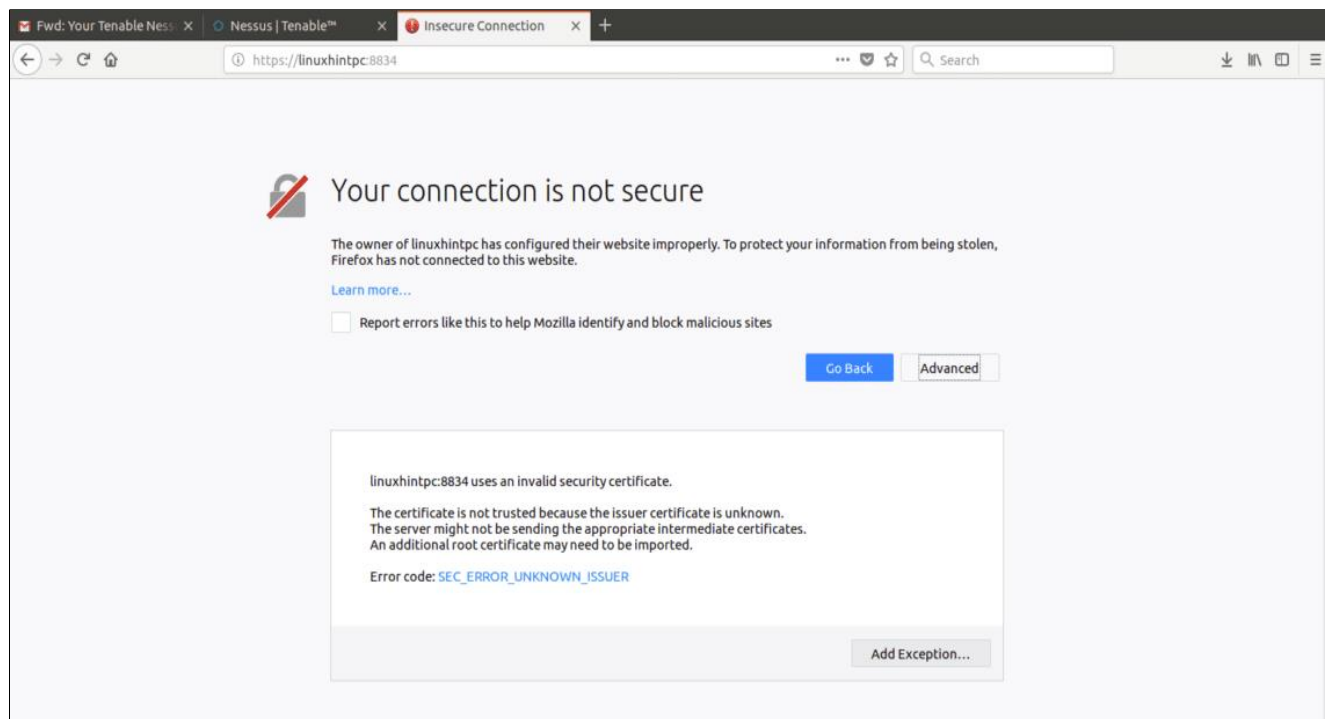 Fwd: Your Tenable Ness
Nessus | Tenable™
Insecure Connection
https://linuxhintpc:8834
Search
Your connection is not secure
The owner of linuxhintpc has configured their website improperly. To protect your information from being stolen,
Firefox has not connected to this website.
Learn more…
Report errors like this to help Mozilla identify and block malicious sites
Go Back
Advanced
linuxhintpc:8834 uses an invalid security certificate.
The certificate is not trusted because the issuer certificate is unknown.
The server might not be sending the appropriate intermediate certificates.
An additional root certificate may need to be imported.
Error code: SEC_ERROR_UNKNOWN_ISSUER
Add Exception…